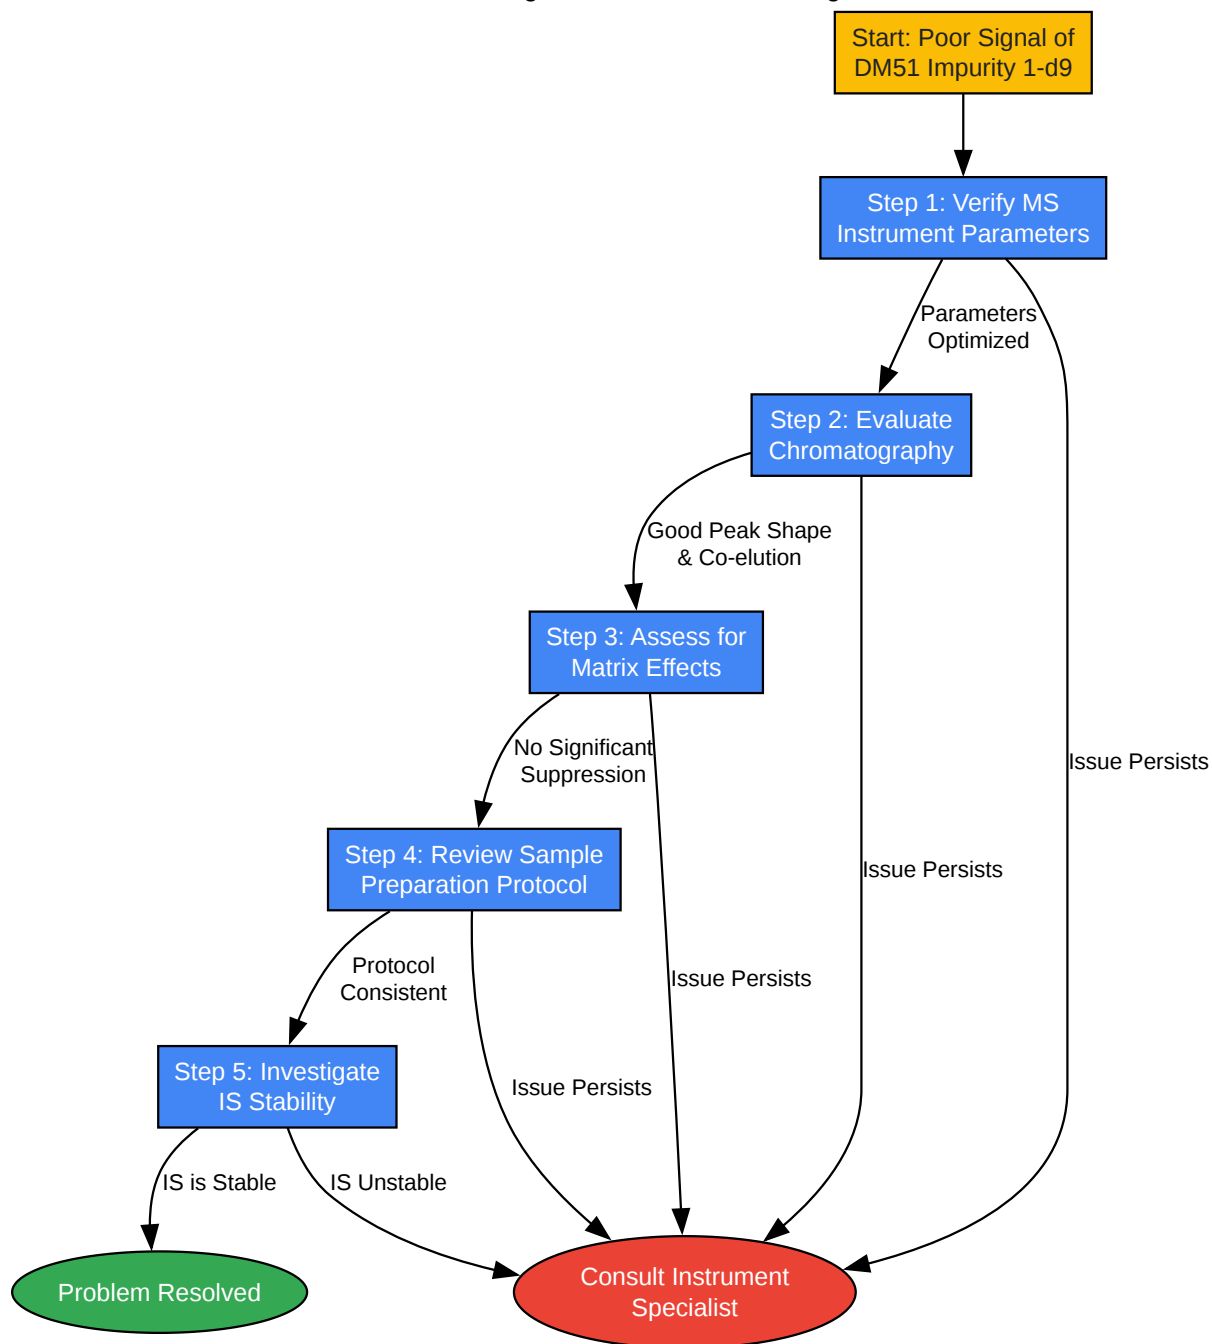 Start: Poor Signal of
DM51 Impurity 1-d9
Step 1: Verify MS
Instrument Parameters
Parameters
Optimized
Step 2: Evaluate
Chromatography
Good Peak Shape
& Co-elution
Step 3: Assess for
Matrix Effects
No Significant
Suppression
Issue Persists
Step 4: Review Sample
Preparation Protocol
Issue Persists
Protocol
Consistent
Issue Persists
Step 5: Investigate
IS Stability
Issue Persists
IS is Stable
IS Unstable
Problem Resolved
Consult Instrument
Specialist